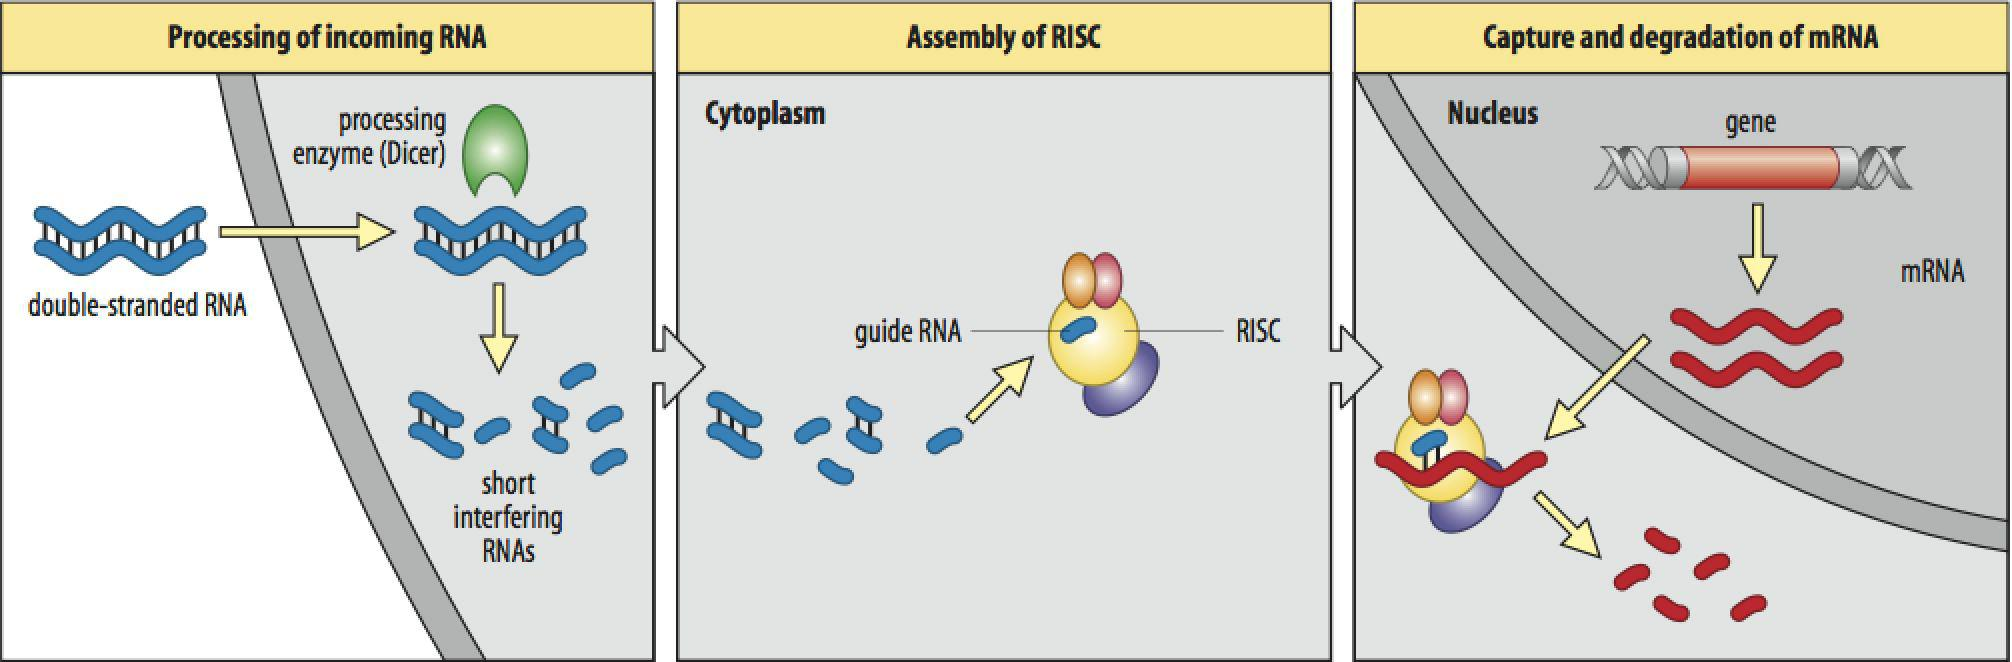 Processing of incoming RNA
processing
enzyme (Dicer)
double-stranded RNA
short
interfering
RNAs
Assembly of RISC
Cytoplasm
guide RNA
RISC
Capture and degradation of mRNA
Nucleus
gene
mRNA